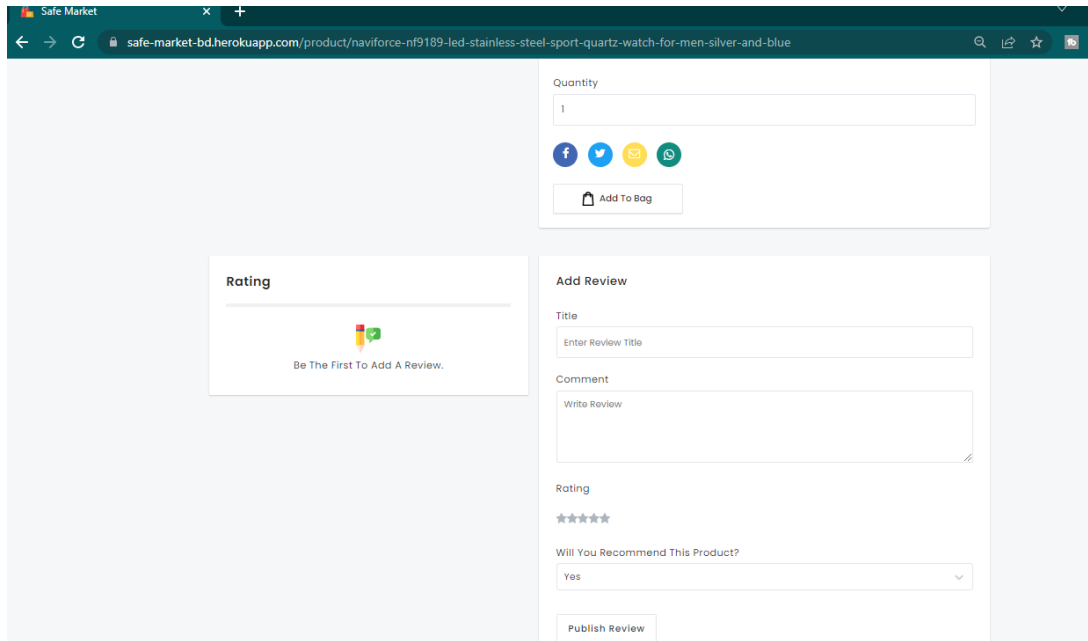 Safe Market
safe-market-bd.herokuapp.com/product/naviforce-nf9189-led-stainless-steel-sport-quartz-watch-for-men-silver-and-blue
Quantity
1
Add To Bag
Rating
Be The First To Add A Review.
Add Review
Title
Enter Review Title
Comment
Write Review
Rating
Will You Recommend This Product?
Yes
Publish Review